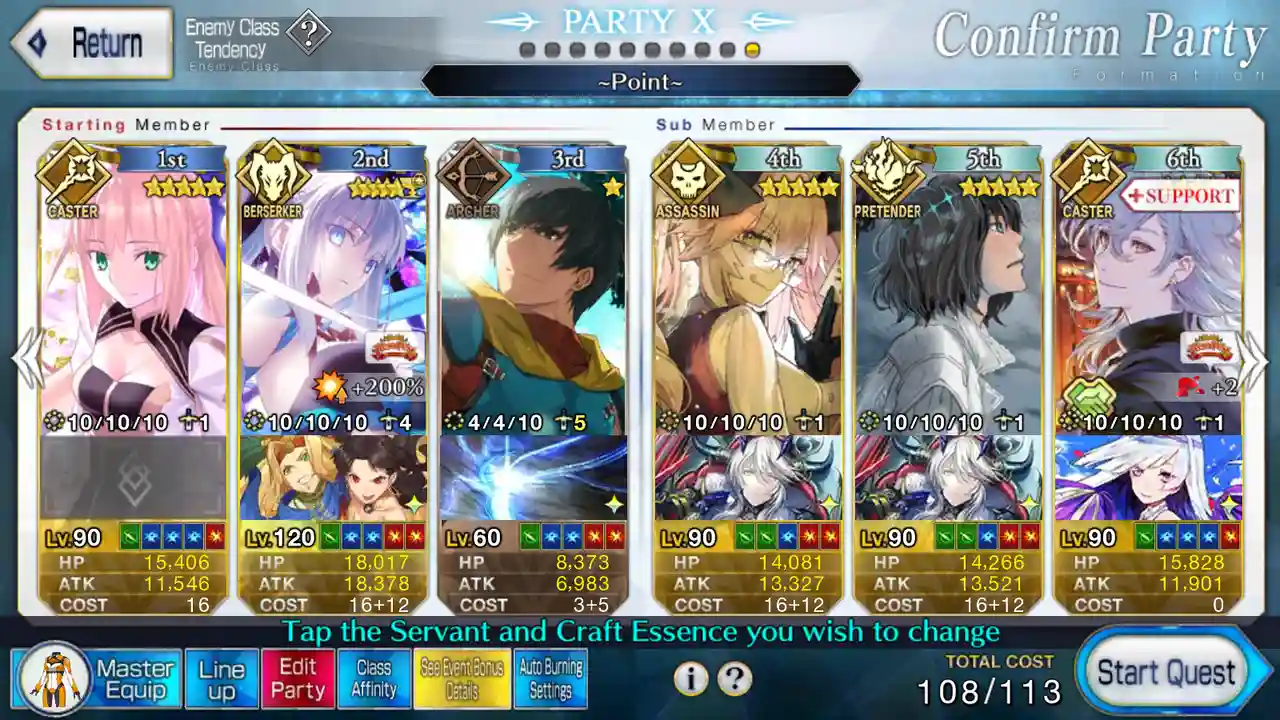 Return
Enemy Class
Tendency
Enemy Class
?
PARTY X
~Point~
Confirm Party
Formation
Starting Member
Sub Member
1st
CASTER
10/10/10 1
Lv.90
HP 15,406
ATK 11,546
COST 16
2nd
BERSERKER
+200%
10/10/10 4
Lv.120
HP 18,017
ATK 18,378
COST 16+12
3rd
ARCHER
4/4/10 5
Lv.60
HP 8,373
ATK 6,983
COST 3+5
4th
ASSASSIN
10/10/10 1
Lv.90
HP 14,081
ATK 13,327
COST 16+12
5th
PRETENDER
10/10/10 1
Lv.90
HP 14,266
ATK 13,521
COST 16+12
6th
CASTER
+SUPPORT
+2
10/10/10 1
Lv.90
HP 15,828
ATK 11,901
COST 0
Tap the Servant and Craft Essence you wish to change
Master
Equip
Line
up
Edit
Party
Class
Affinity
See Event Bonus
Details
Auto Burning
Settings
i
?
TOTAL COST
108/113
Start Quest